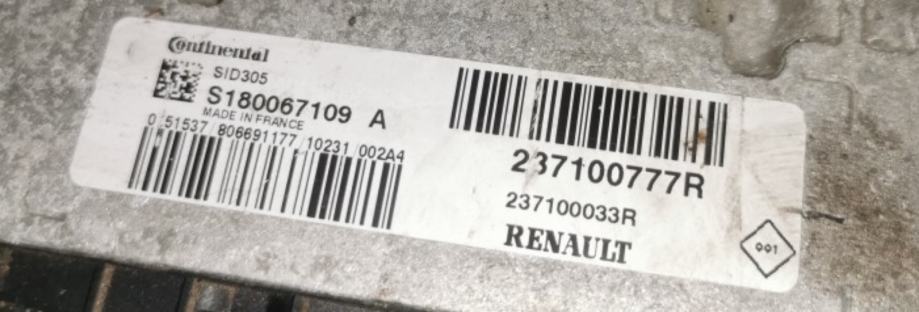 Continental
SID305
S180067109 A
MADE IN FRANCE
0 51537/806691177/10231/002A4
237100777R
237100033R
RENAULT
001